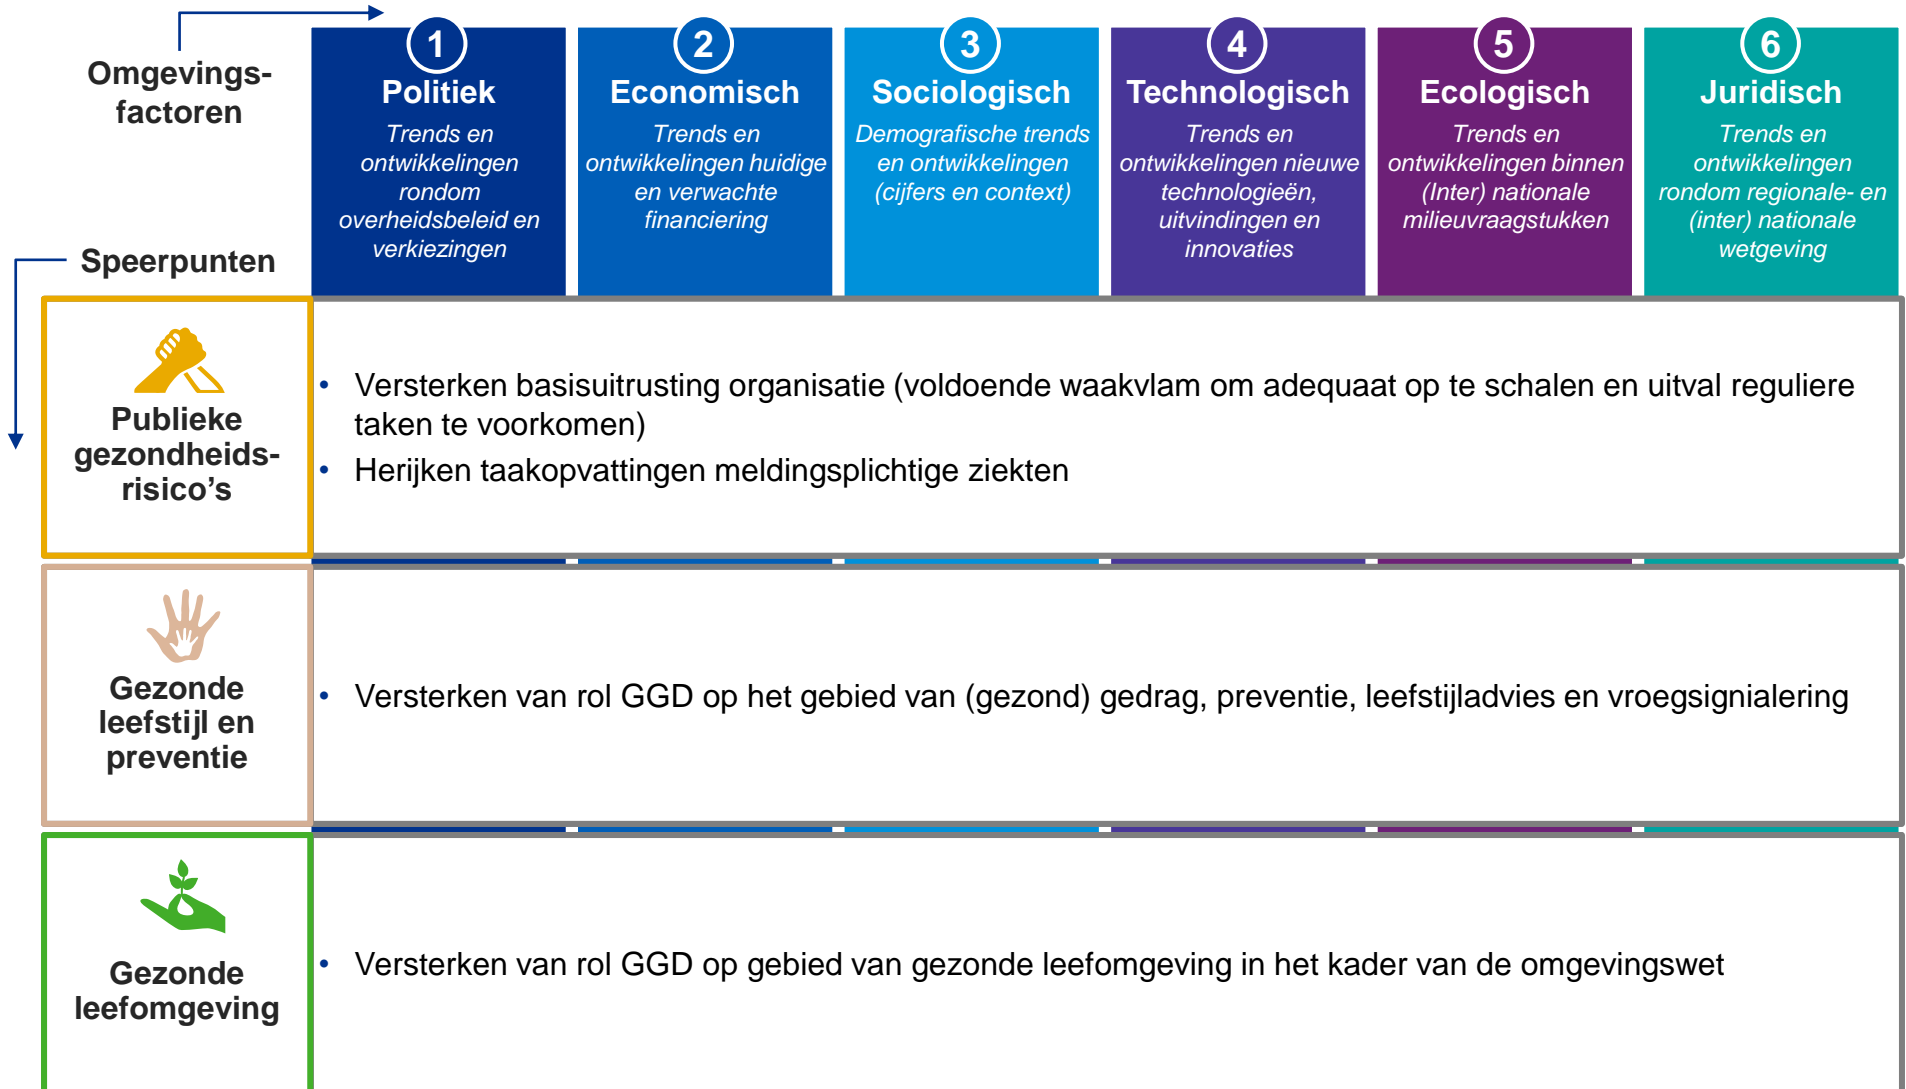 Omgevings-
factoren
1
Politiek
Trends en
ontwikkelingen
rondom
overheidsbeleid en
verkiezingen
2
Economisch
Trends en
ontwikkelingen huidige
en verwachte
financiering
3
Sociologisch
Demografische trends
en ontwikkelingen
(cijfers en context)
4
Technologisch
Trends en
ontwikkelingen nieuwe
technologieën,
uitvindingen en
innovaties
5
Ecologisch
Trends en
ontwikkelingen binnen
(Inter) nationale
milieuvraagstukken
6
Juridisch
Trends en
ontwikkelingen
rondom regionale- en
(inter) nationale
wetgeving
Speerpunten
Publieke
gezondheids-
risico’s
• Versterken basisuitrusting organisatie (voldoende waakvlam om adequaat op te schalen en uitval reguliere
taken te voorkomen)
• Herijken taakopvattingen meldingsplichtige ziekten
Gezonde
leefstijl en
preventie
• Versterken van rol GGD op het gebied van (gezond) gedrag, preventie, leefstijladvies en vroegsignialering
Gezonde
leefomgeving
• Versterken van rol GGD op gebied van gezonde leefomgeving in het kader van de omgevingswet